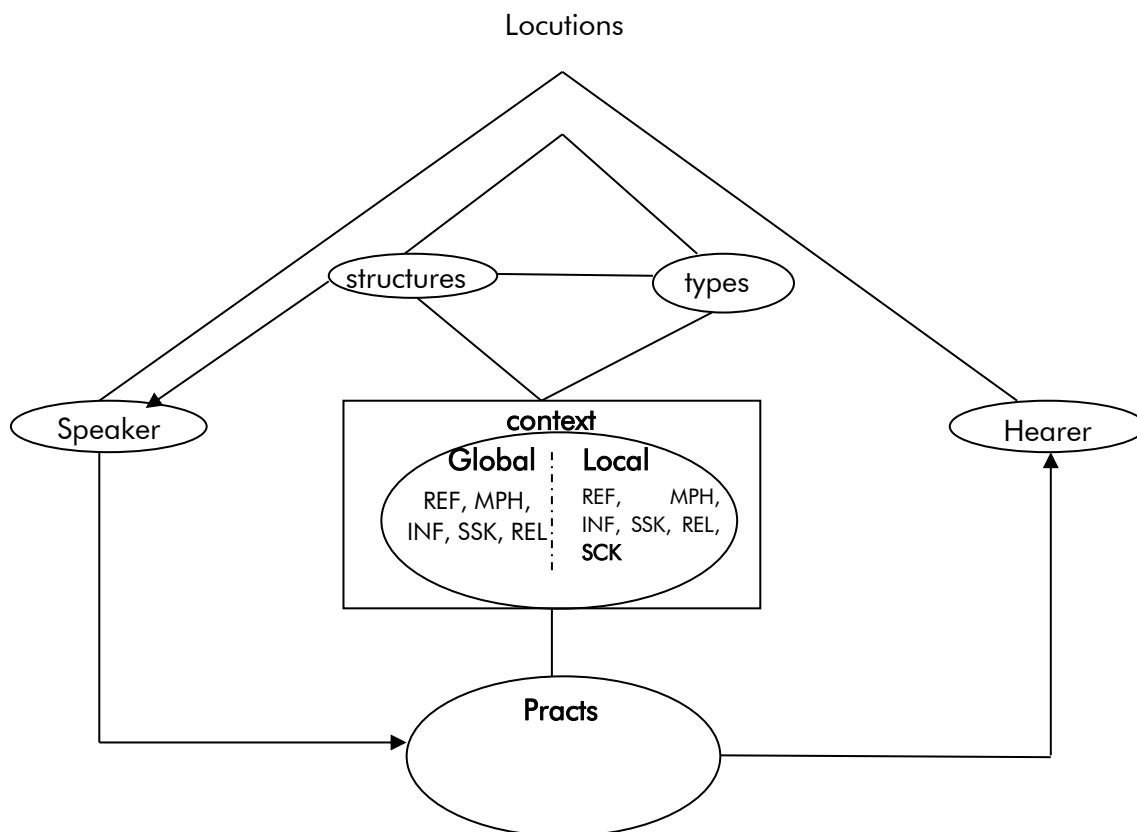 Locutions
structures
types
Speaker
Hearer
context
Global
REF, MPH,
INF, SSK, REL
Local
REF, MPH,
INF, SSK, REL,
SCK
Practs